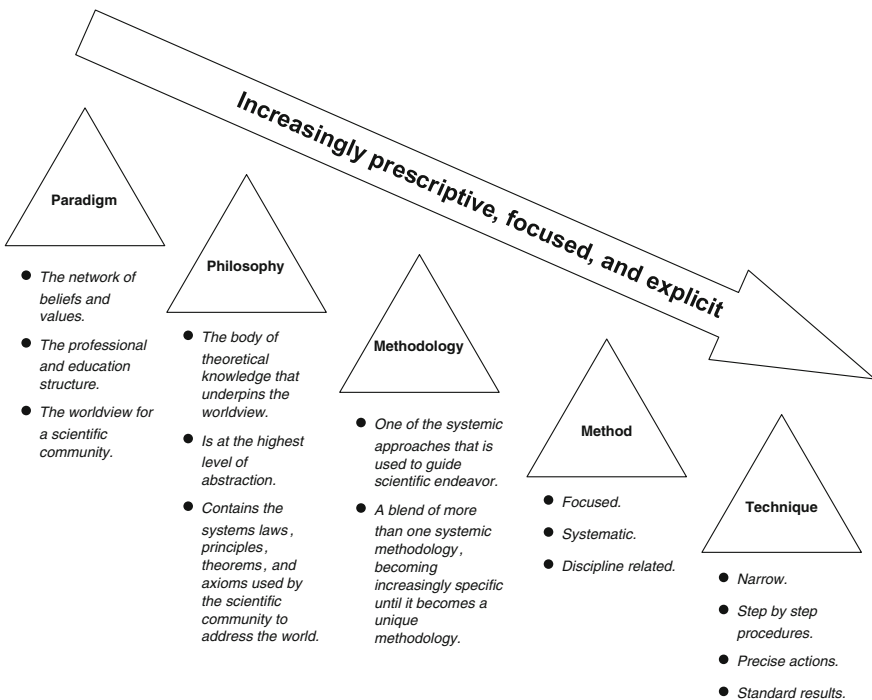 Increasingly prescriptive, focused, and explicit
Paradigm
● The network of
beliefs and
values.
● The professional
and education
structure.
● The worldview for
a scientific
community.
Philosophy
● The body of
theoretical
knowledge that
underpins the
worldview.
● Is at the highest
level of
abstraction.
● Contains the
systems laws,
principles,
theorems, and
axioms used by
the scientific
community to
address the world.
Methodology
● One of the systemic
approaches that is
used to guide
scientific endeavor.
● A blend of more
than one systemic
methodology,
becoming
increasingly specific
until it becomes a
unique
methodology.
Method
● Focused.
● Systematic.
● Discipline related.
Technique
● Narrow.
● Step by step
procedures.
● Precise actions.
● Standard results.